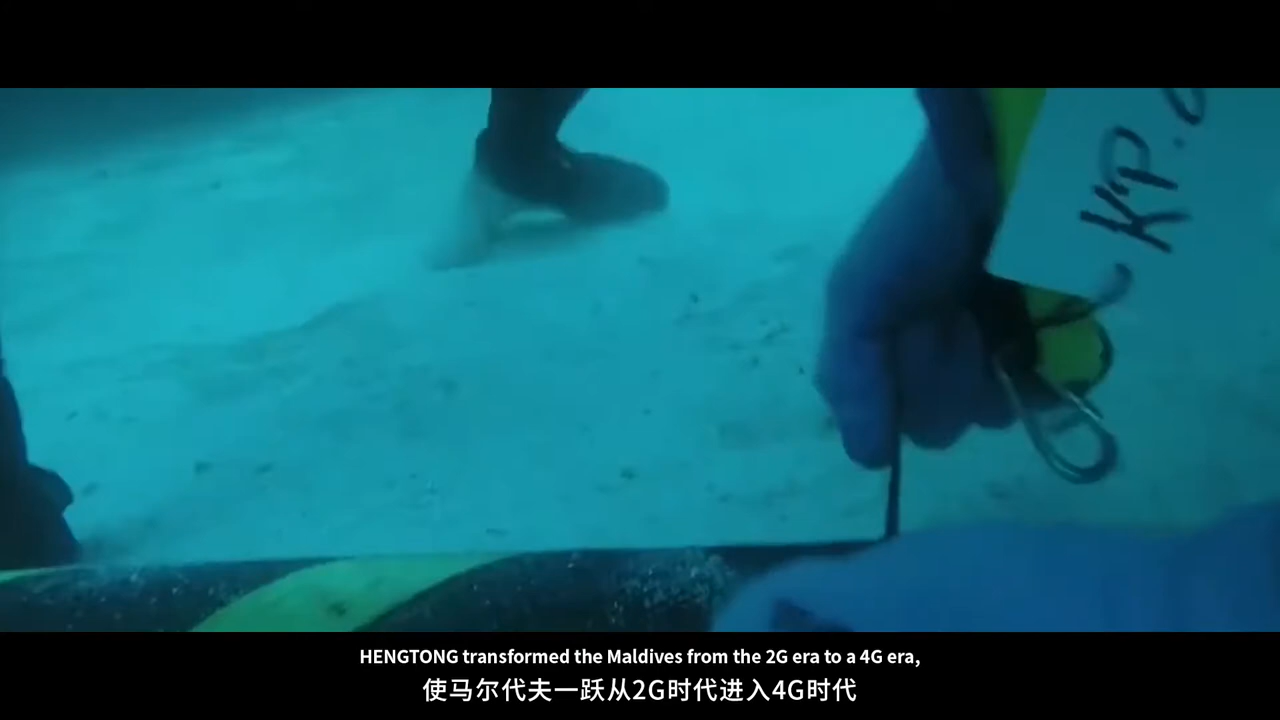 KP.
HENGTONG transformed the Maldives from the 2G era to a 4G era,
使马尔代夫一跃从2G时代进入4G时代